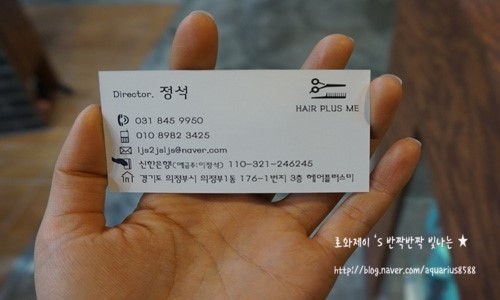 Director. 정석
HAIR PLUS ME
031 845 9950
010 8982 3425
ljs2jsljs@naver.com
신한은행(예금주:이정석) 110-321-246245
경기도 의정부시 의정부1동 176-1번지 3층 헤어플러스미
로와제이 'S 반짝반짝 빛나는 ★
http://blog.naver.com/aquarius8588